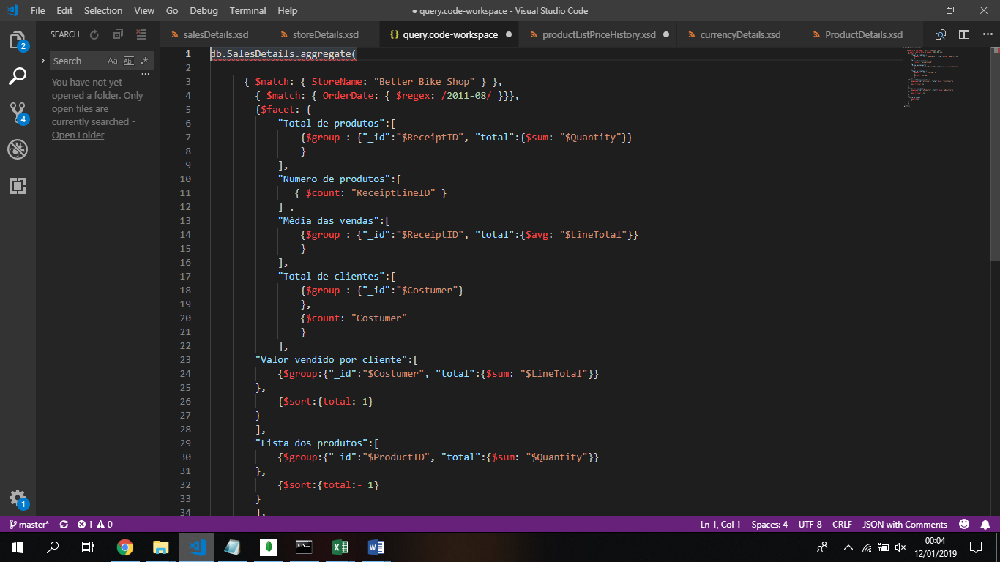 File Edit Selection View Go Debug Terminal Help
● query.code-workspace - Visual Studio Code
SEARCH
salesDetails.xsd
storeDetails.xsd
{} query.code-workspace ●
productListPriceHistory.xsd ●
currencyDetails.xsd
ProductDetails.xsd
2
Search Aa Abl .*
You have not yet
opened a folder. Only
open files are
currently searched -
Open Folder
4
1
1 db.SalesDetails.aggregate(
2
3 { $match: { StoreName: "Better Bike Shop" } },
4 { $match: { OrderDate: { $regex: /2011-08/ }}},
5 {$facet: {
6 "Total de produtos":[
7 {$group : {"_id":"$ReceiptID", "total":{$sum: "$Quantity"}}
8 }
9 ],
10 "Numero de produtos":[
11 { $count: "ReceiptLineID" }
12 ] ,
13 "Média das vendas":[
14 {$group : {"_id":"$ReceiptID", "total":{$avg: "$LineTotal"}}
15 }
16 ],
17 "Total de clientes":[
18 {$group : {"_id":"$Costumer"}
19 },
20 {$count: "Costumer"
21 }
22 ],
23 "Valor vendido por cliente":[
24 {$group:{"_id":"$Costumer", "total":{$sum: "$LineTotal"}}
25 },
26 {$sort:{total:-1}
27 }
28 ],
29 "Lista dos produtos":[
30 {$group:{"_id":"$ProductID", "total":{$sum: "$Quantity"}}
31 },
32 {$sort:{total:- 1}
33 }
34 ],
master* 1 0 Ln 1, Col 1 Spaces: 4 UTF-8 CRLF JSON with Comments
00:04
12/01/2019